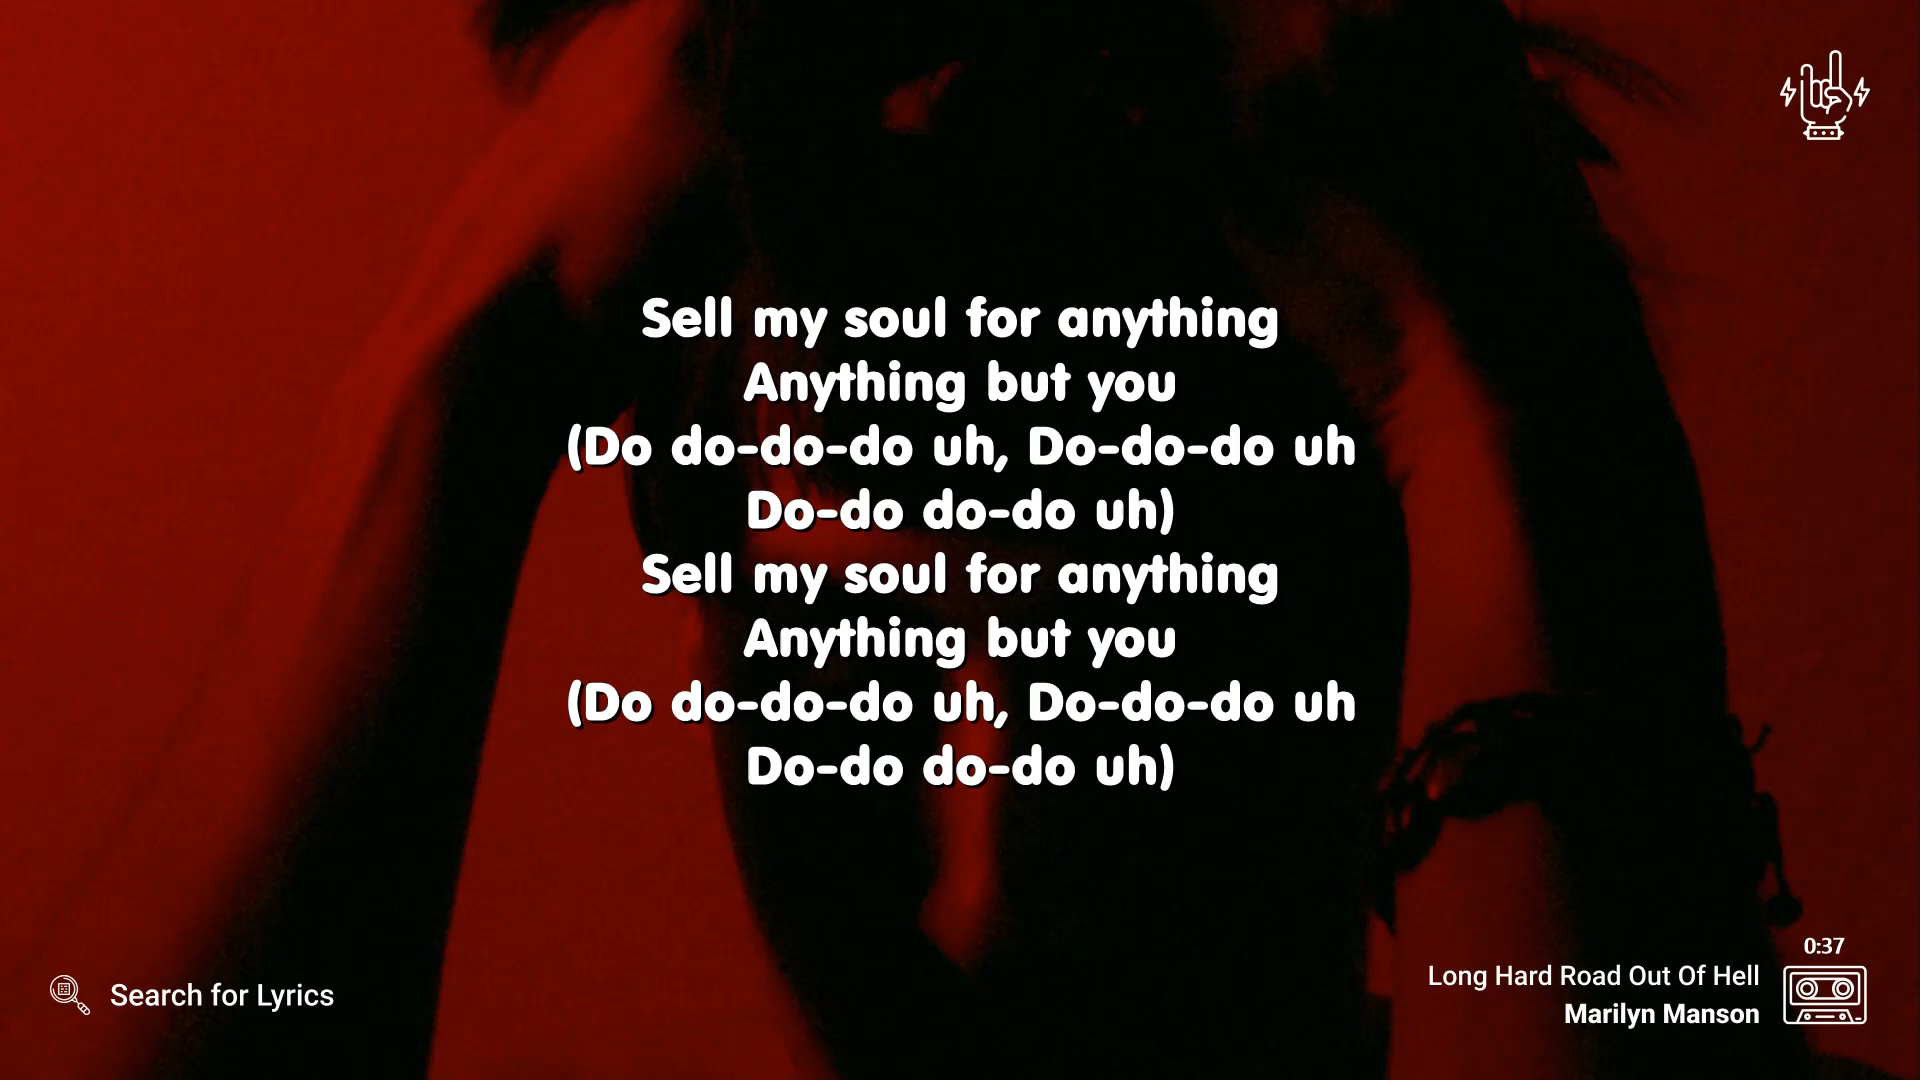 Sell my soul for anything
Anything but you
(Do do-do-do uh, Do-do-do uh
Do-do do-do uh)
Sell my soul for anything
Anything but you
(Do do-do-do uh, Do-do-do uh
Do-do do-do uh)
Search for Lyrics
0:37
Long Hard Road Out Of Hell
Marilyn Manson